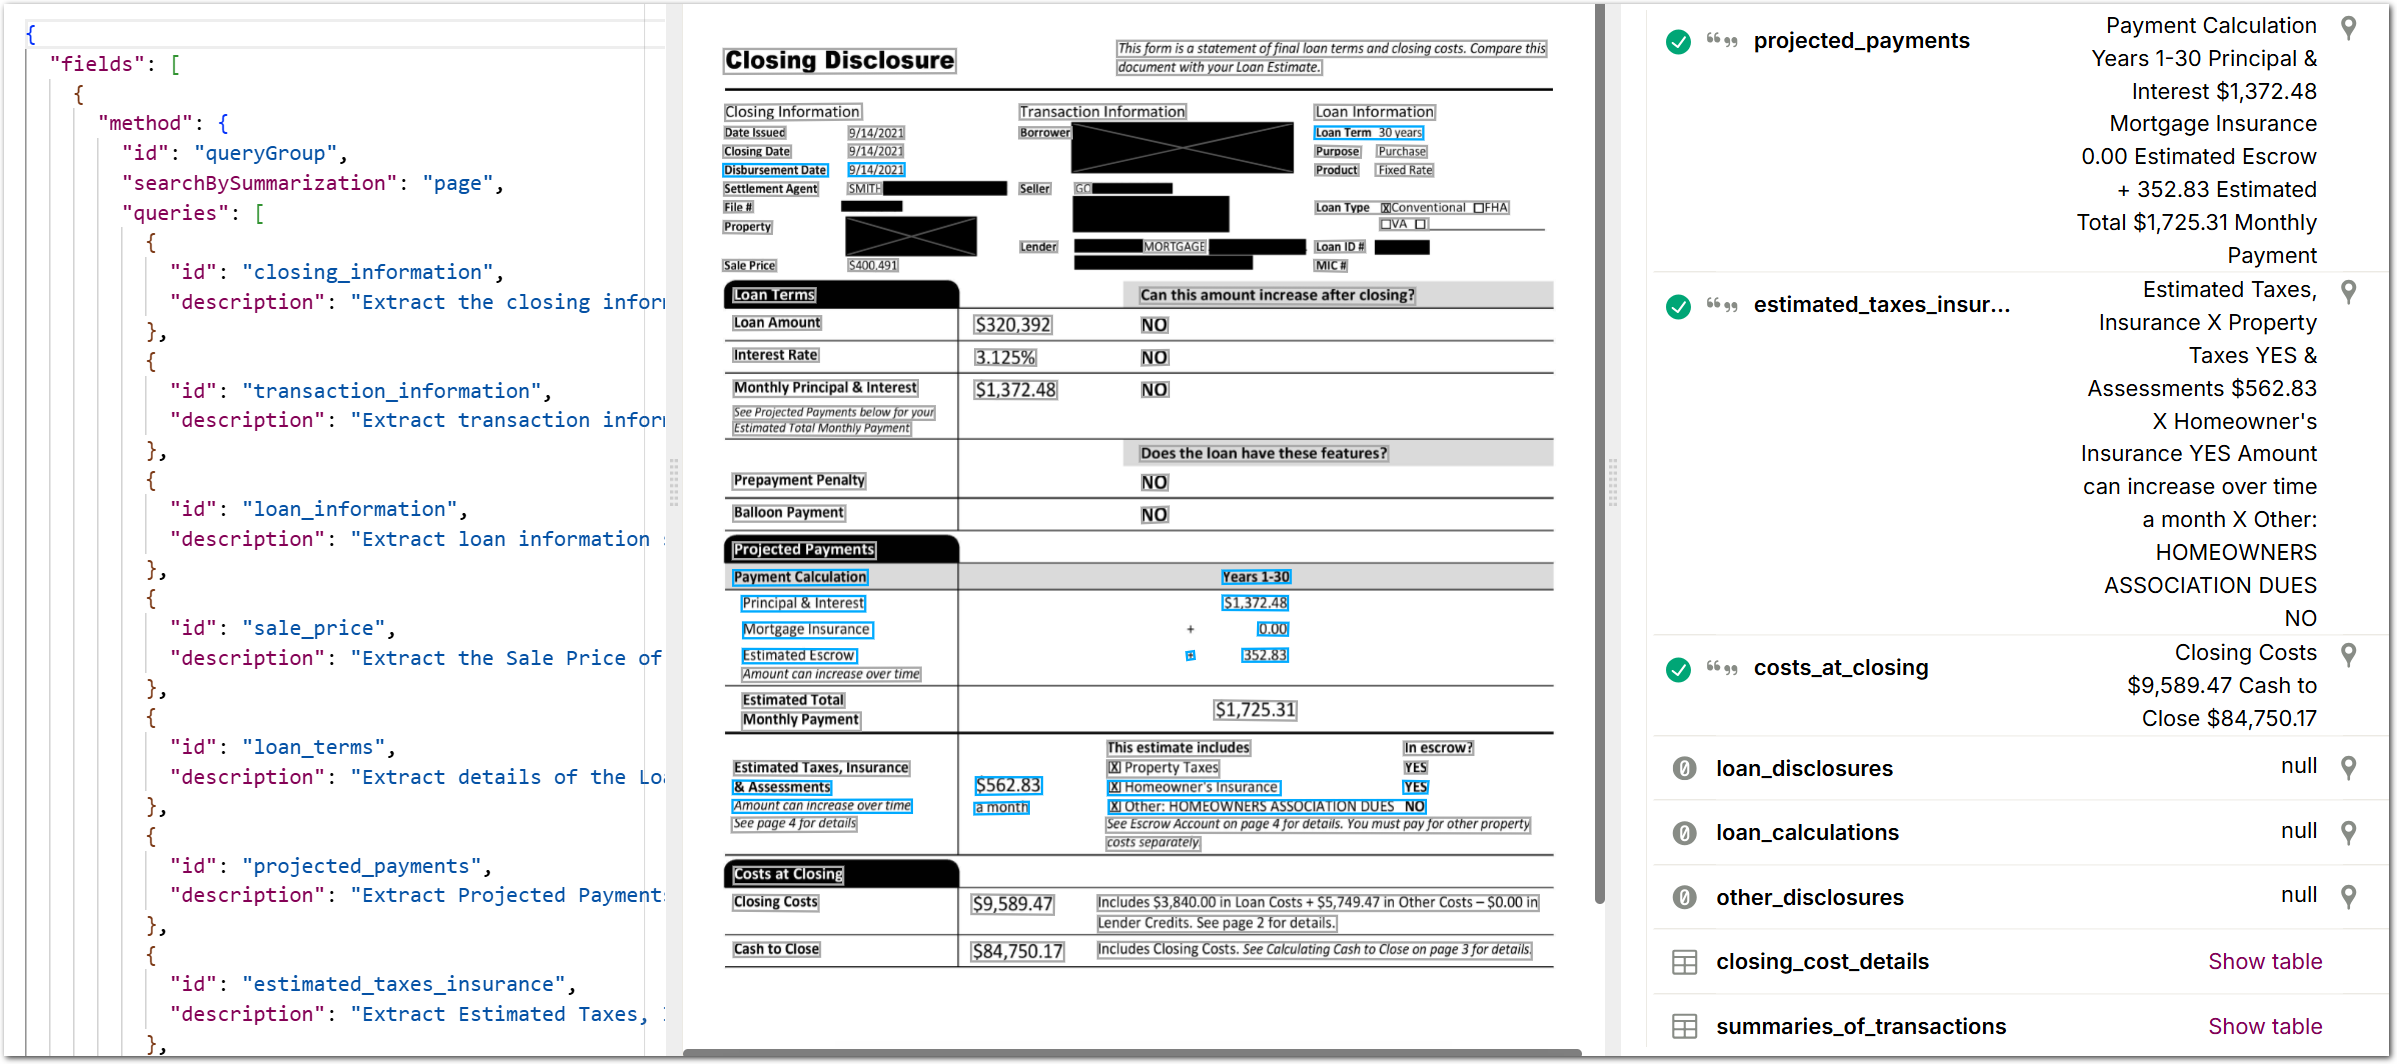 {
"fields": [
{
"method": {
"id": "queryGroup",
"searchBySummarization": "page",
"queries": [
{
"id": "closing_information",
"description": "Extract the closing infor
},
{
"id": "transaction_information",
"description": "Extract transaction infor
},
{
"id": "loan_information",
"description": "Extract loan information
},
{
"id": "sale_price",
"description": "Extract the Sale Price of
},
{
"id": "loan_terms",
"description": "Extract details of the Lo
},
{
"id": "projected_payments",
"description": "Extract Projected Payment
},
{
"id": "estimated_taxes_insurance",
"description": "Extract Estimated Taxes,
},
Closing Disclosure
This form is a statement of final loan terms and closing costs. Compare this
document with your Loan Estimate.
Closing Information
Date Issued 9/14/2021
Closing Date 9/14/2021
Disbursement Date 9/14/2021
Settlement Agent SMITH
File #
Property
Sale Price $400,491
Transaction Information
Borrower
Seller GO
Lender MORTGAGE
Loan Information
Loan Term 30 years
Purpose Purchase
Product Fixed Rate
Loan Type ☒Conventional ☐FHA
☐VA ☐
Loan ID #
MIC #
Loan Terms Can this amount increase after closing?
Loan Amount $320,392 NO
Interest Rate 3.125% NO
Monthly Principal & Interest $1,372.48 NO
See Projected Payments below for your
Estimated Total Monthly Payment
Does the loan have these features?
Prepayment Penalty NO
Balloon Payment NO
Projected Payments
Payment Calculation Years 1-30
Principal & Interest $1,372.48
Mortgage Insurance + 0.00
Estimated Escrow + 352.83
Amount can increase over time
Estimated Total
Monthly Payment $1,725.31
Estimated Taxes, Insurance
& Assessments
Amount can increase over time
See page 4 for details
$562.83
a month
This estimate includes In escrow?
☒ Property Taxes YES
☒ Homeowner's Insurance YES
☒ Other: HOMEOWNERS ASSOCIATION DUES NO
See Escrow Account on page 4 for details. You must pay for other property
costs separately.
Costs at Closing
Closing Costs $9,589.47 Includes $3,840.00 in Loan Costs + $5,749.47 in Other Costs – $0.00 in
Lender Credits. See page 2 for details.
Cash to Close $84,750.17 Includes Closing Costs. See Calculating Cash to Close on page 3 for details.
projected_payments
Payment Calculation
Years 1-30 Principal &
Interest $1,372.48
Mortgage Insurance
0.00 Estimated Escrow
+ 352.83 Estimated
Total $1,725.31 Monthly
Payment
estimated_taxes_insur...
Estimated Taxes,
Insurance X Property
Taxes YES &
Assessments $562.83
X Homeowner's
Insurance YES Amount
can increase over time
a month X Other:
HOMEOWNERS
ASSOCIATION DUES
NO
costs_at_closing
Closing Costs
$9,589.47 Cash to
Close $84,750.17
loan_disclosures null
loan_calculations null
other_disclosures null
closing_cost_details Show table
summaries_of_transactions Show table